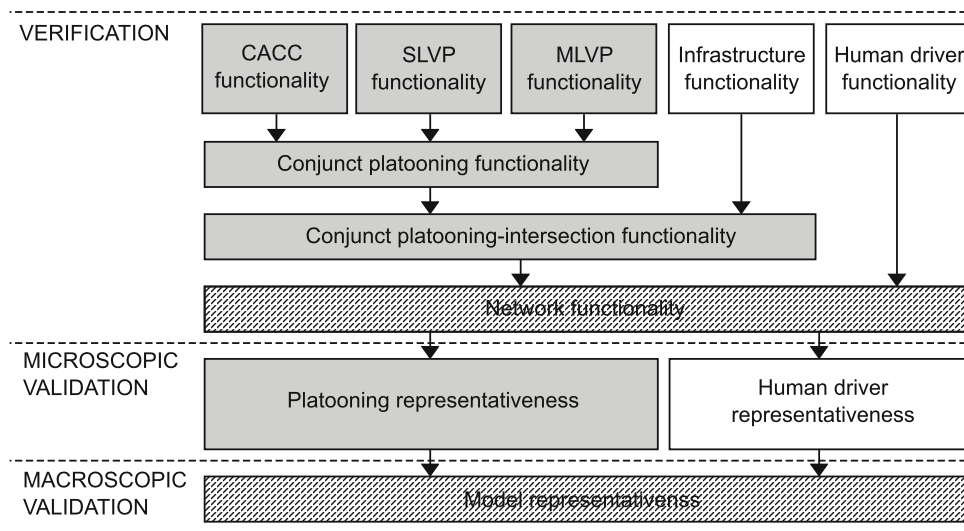 VERIFICATION
CACC
functionality
SLVP
functionality
MLVP
functionality
Infrastructure
functionality
Human driver
functionality
Conjunct platooning functionality
Conjunct platooning-intersection functionality
Network functionality
MICROSCOPIC
VALIDATION
Platooning representativeness
Human driver
representativeness
MACROSCOPIC
VALIDATION
Model representativenss